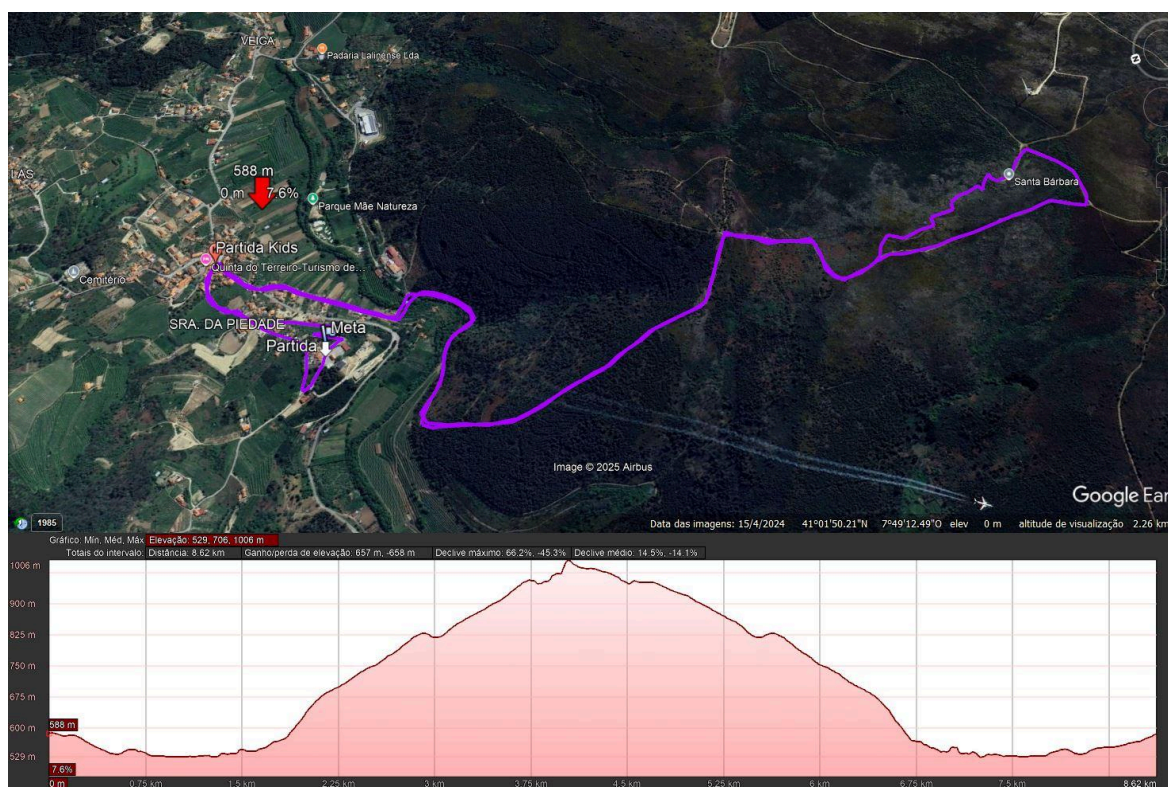 VEIGA
Padaria Lalinense Lda
LAS
588 m
0 m 7.6%
Parque Mãe Natureza
Santa Bárbara
Partida Kids
Quinta do Terreiro-Turismo de...
Cemitério
SRA. DA PIEDADE
Meta
Partida
Image © 2025 Airbus
Google Ear
1985
Data das imagens: 15/4/2024 41°01'50.21"N 7°49'12.49"O elev 0 m altitude de visualização 2.26 km
Gráfico: Mín, Méd, Máx Elevação: 529, 706, 1006 m
Totais do intervalo: Distância: 8.62 km Ganho/perda de elevação: 657 m, -658 m Declive máximo: 66.2%, -45.3% Declive médio: 14.5%, -14.1%
1006 m
900 m
825 m
750 m
675 m
588 m
600 m
529 m
7.6%
0 m 0.75 km 1.5 km 2.25 km 3 km 3.75 km 4.5 km 5.25 km 6 km 6.75 km 7.5 km 8.62 km